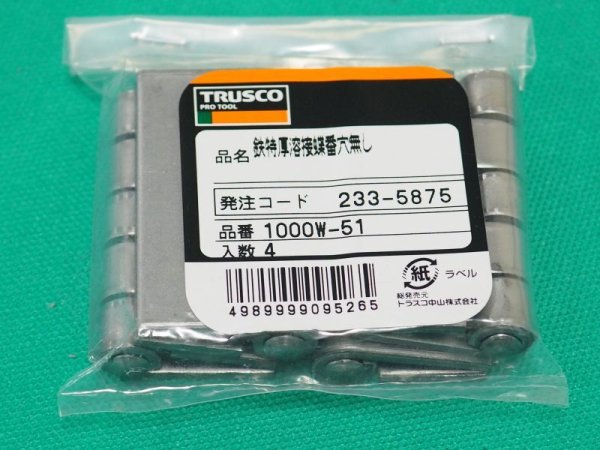 TRUSCO
PRO TOOL
品名 鉄特厚溶接蝶番穴無し
発注コード 233-5875
品番 1000W-51
入数 4
4989999095265
紙 ラベル
総発売元
トラスコ中山株式会社